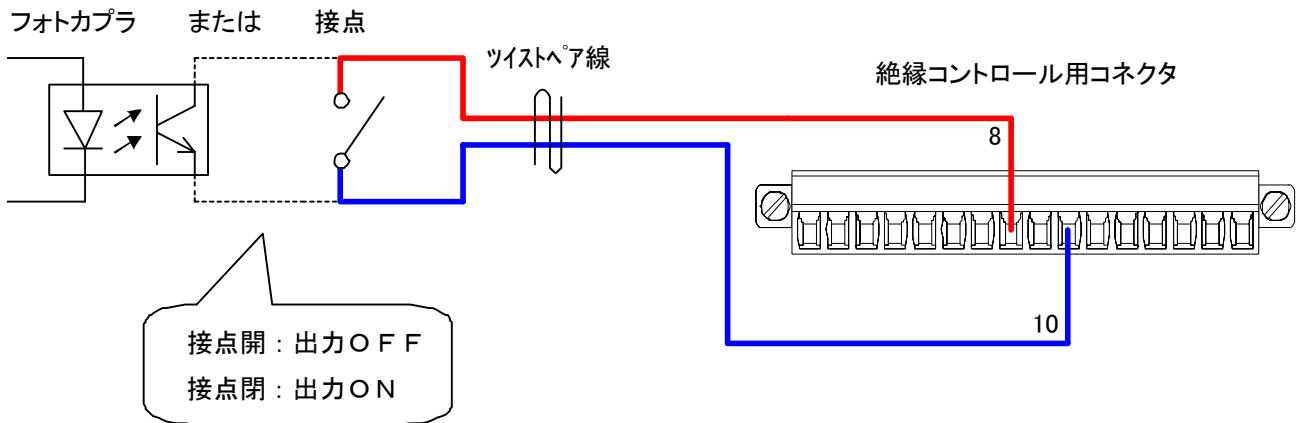 フォトカプラ または 接点
ツイストペア線
絶縁コントロール用コネクタ
8
10
接点開：出力ＯＦＦ
接点閉：出力ＯＮ